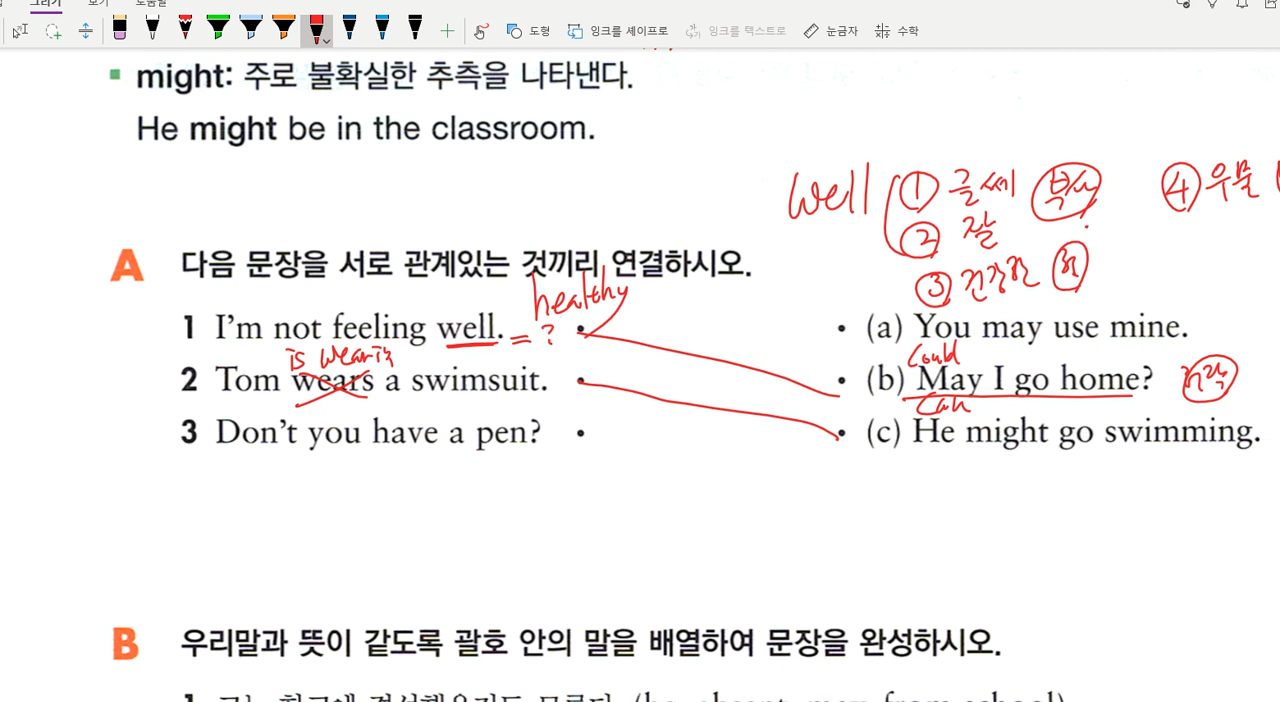 그리기 보기 도움말
도형 잉크를 셰이프로 잉크를 텍스트로 눈금자 수학
might: 주로 불확실한 추측을 나타낸다.
He might be in the classroom.
well ① 글쎄 ④ 우물
② 잘
③ 건강한 형
A 다음 문장을 서로 관계있는 것끼리 연결하시오.
healthy
1 I'm not feeling well. = ? • • (a) You may use mine.
is wearing could
2 Tom wears a swimsuit. • • (b) May I go home? 허락
can
3 Don't you have a pen? • • (c) He might go swimming.
B 우리말과 뜻이 같도록 괄호 안의 말을 배열하여 문장을 완성하시오.